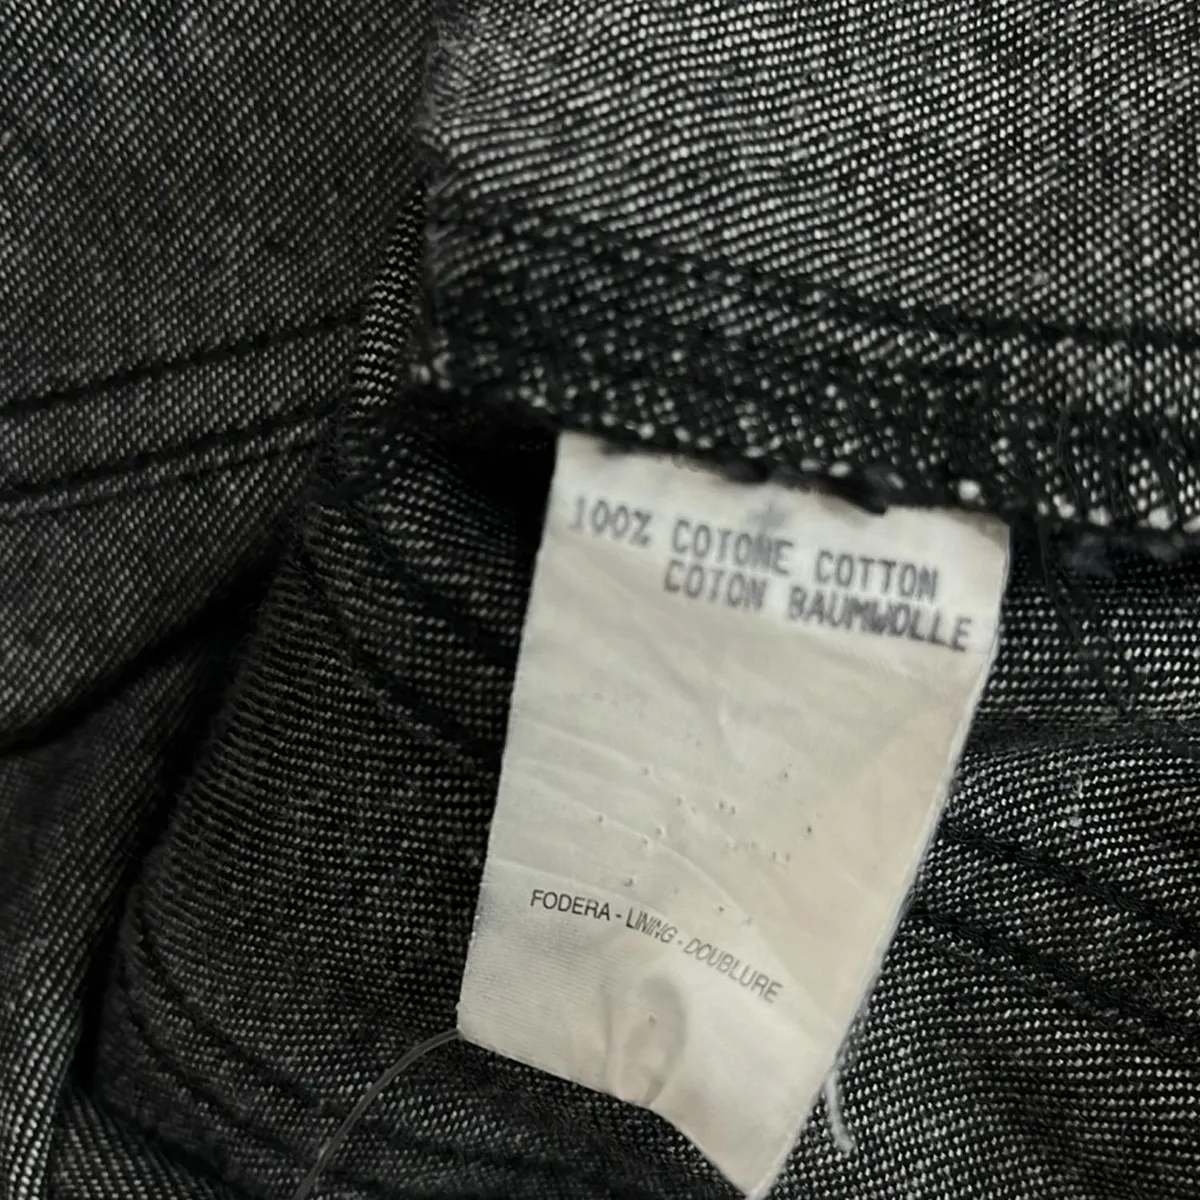 100% COTONE COTTON
COTON BAUMWOLLE
FODERA - LINING - DOUBLURE